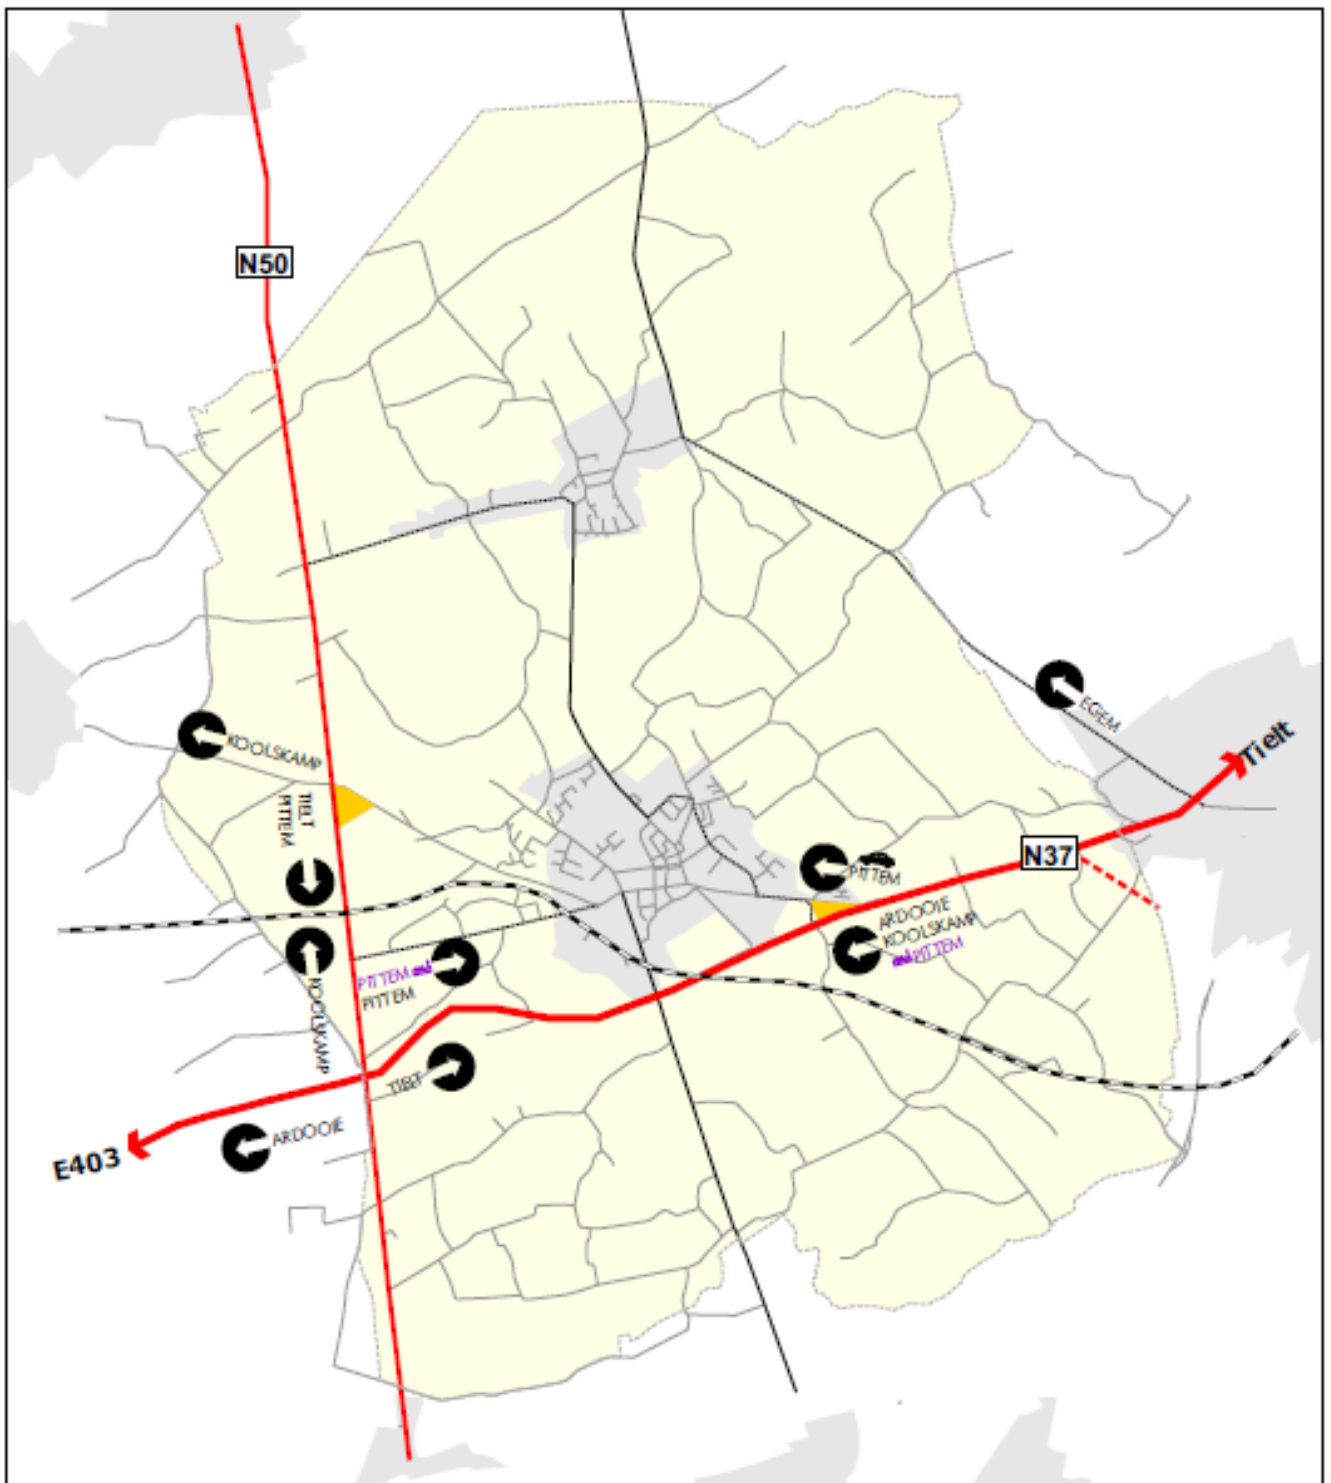 N50
EGEM
KOOLSKAMP
Tielt
TIELT
PITTEM
N37
PITTEM
ARDOOIE
KOOLSKAMP
PITTEM
PITTEM
PITTEM
KOOLSKAMP
TIELT
ARDOOIE
E403